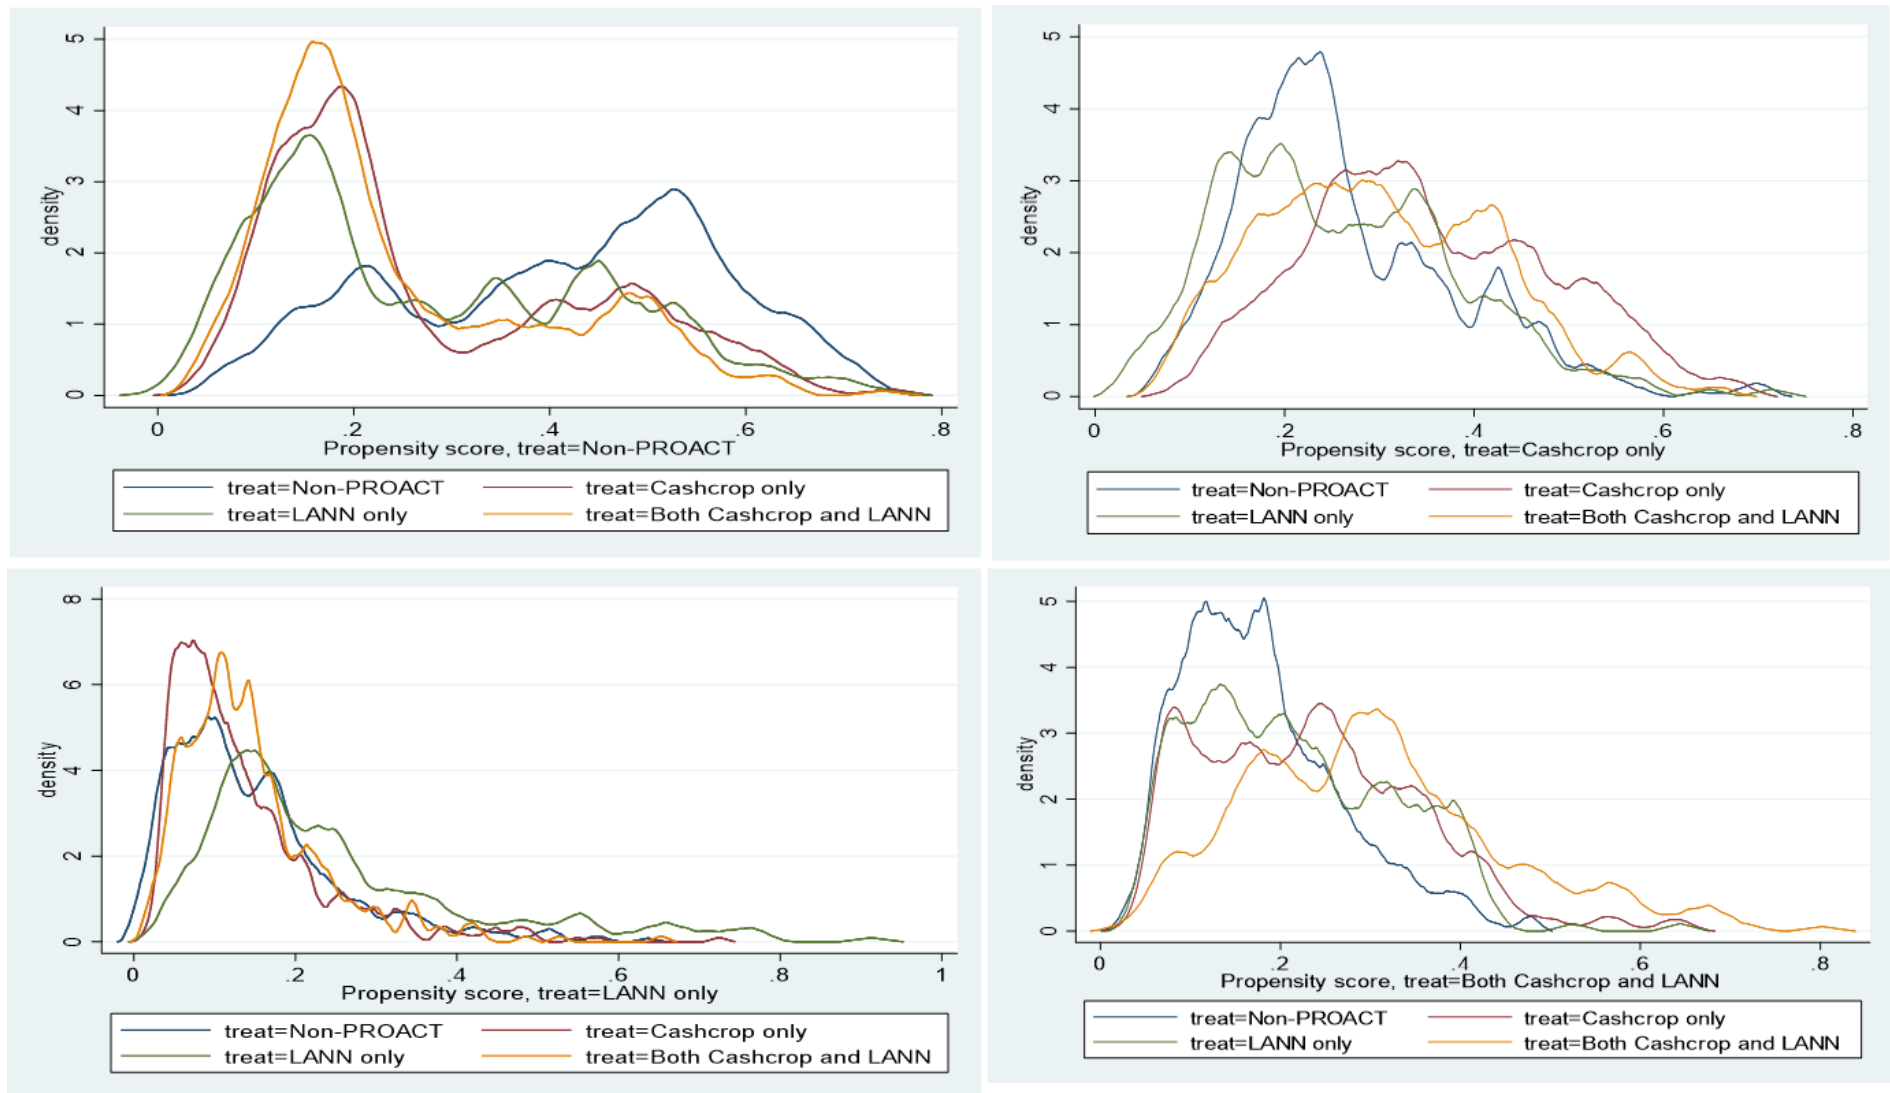 density
5
4
3
2
1
0
0 .2 .4 .6 .8
Propensity score, treat=Non-PROACT
treat=Non-PROACT treat=Cashcrop only
treat=LANN only treat=Both Cashcrop and LANN
density
5
4
3
2
1
0
0 .2 .4 .6 .8
Propensity score, treat=Cashcrop only
treat=Non-PROACT treat=Cashcrop only
treat=LANN only treat=Both Cashcrop and LANN
density
8
6
4
2
0
0 .2 .4 .6 .8 1
Propensity score, treat=LANN only
treat=Non-PROACT treat=Cashcrop only
treat=LANN only treat=Both Cashcrop and LANN
density
5
4
3
2
1
0
0 .2 .4 .6 .8
Propensity score, treat=Both Cashcrop and LANN
treat=Non-PROACT treat=Cashcrop only
treat=LANN only treat=Both Cashcrop and LANN